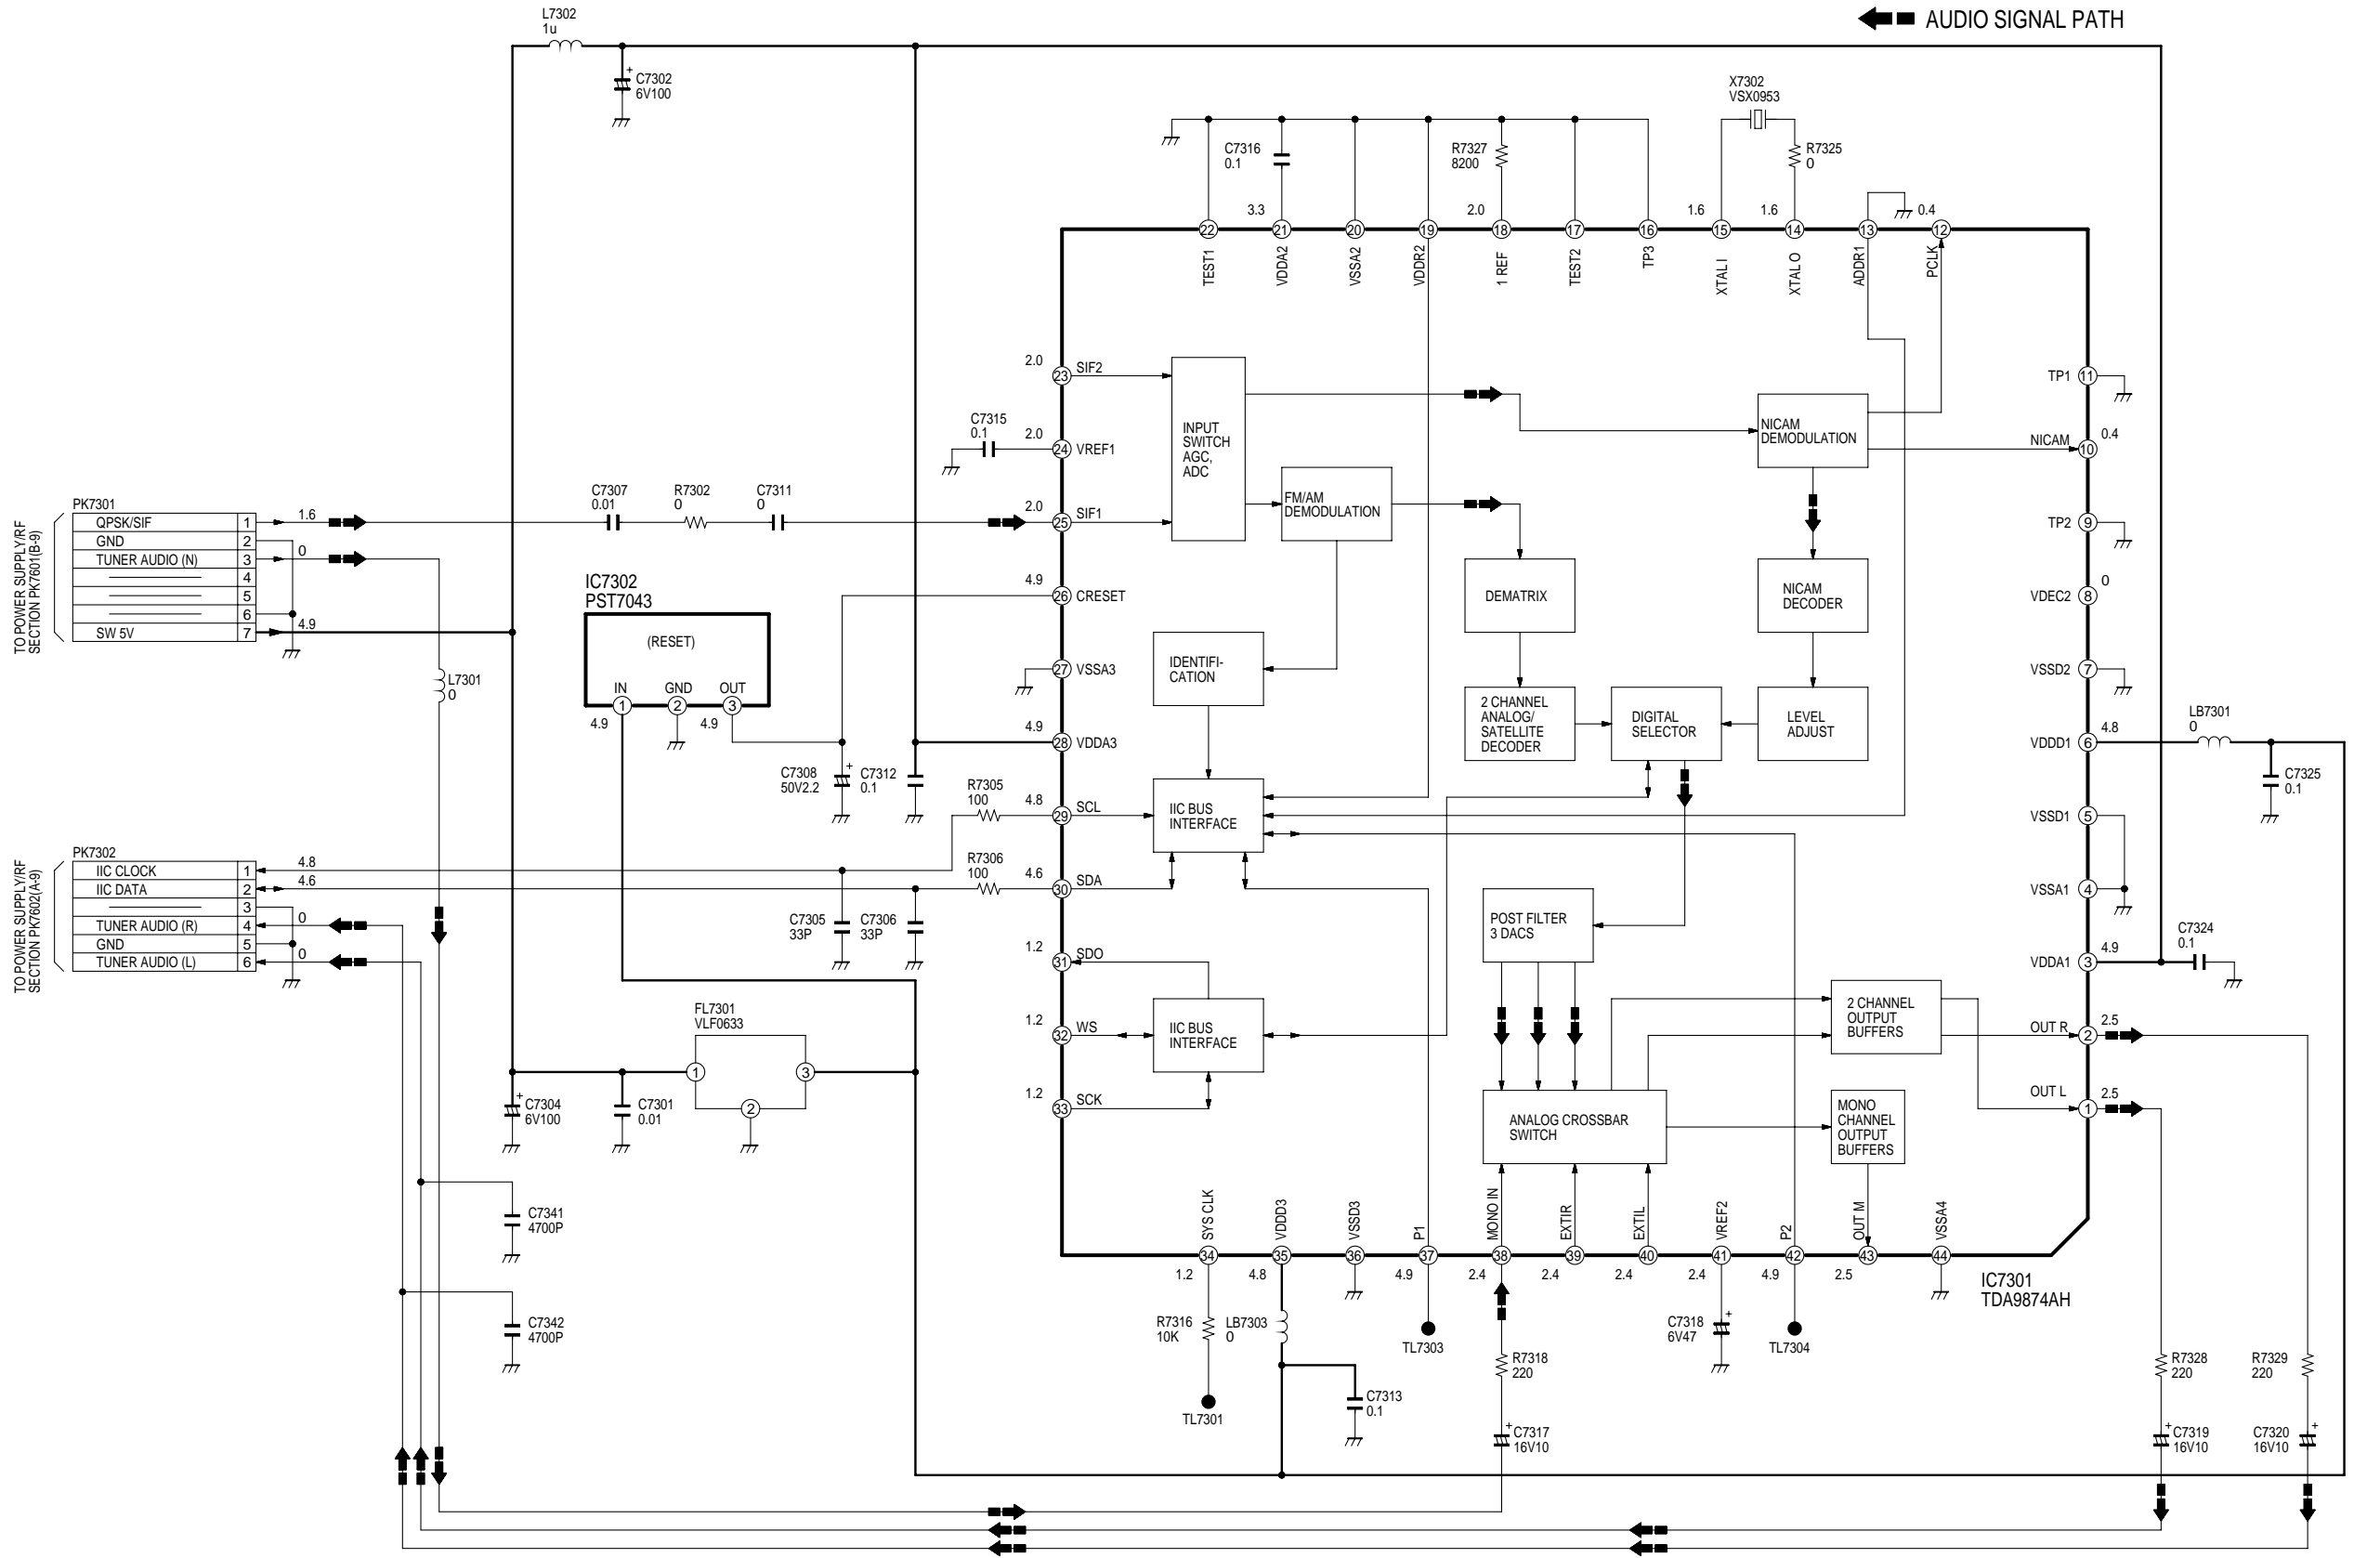 AUDIO SIGNAL PATH
L7302
1u
C7302
6V100
X7302
VSX0953
C7316
0.1
R7327
8200
R7325
0
3.3
2.0
1.6
1.6
0.4
22
21
20
19
18
17
16
15
14
13
12
TEST1
VDDA2
VSSA2
VDDR2
1 REF
TEST2
TP3
XTAL I
XTAL O
ADDR1
PCLK
2.0
23
SIF2
C7315
0.1
2.0
24
VREF1
INPUT
SWITCH
AGC,
ADC
NICAM
DEMODULATION
TP1
11
NICAM
10
0.4
TO POWER SUPPLY/RF
SECTION PK7601(B-9)
PK7301
QPSK/SIF
1
1.6
GND
2
TUNER AUDIO (N)
3
0
4
5
6
SW 5V
7
4.9
C7307
0.01
R7302
0
C7311
0
2.0
25
SIF1
FM/AM
DEMODULATION
TP2
9
IC7302
PST7043
(RESET)
IN
GND
OUT
1
2
3
4.9
4.9
4.9
26
CRESET
DEMATRIX
NICAM
DECODER
VDEC2
8
0
L7301
0
27
VSSA3
IDENTIFI-
CATION
2 CHANNEL
ANALOG/
SATELLITE
DECODER
DIGITAL
SELECTOR
LEVEL
ADJUST
VSSD2
7
4.9
28
VDDA3
VDDD1
6
4.8
LB7301
0
C7325
0.1
C7308
50V2.2
C7312
0.1
R7305
100
4.8
29
SCL
IIC BUS
INTERFACE
VSSD1
5
TO POWER SUPPLY/RF
SECTION PK7602(A-9)
PK7302
IIC CLOCK
1
4.8
IIC DATA
2
4.6
3
TUNER AUDIO (R)
4
0
GND
5
TUNER AUDIO (L)
6
0
R7306
100
4.6
30
SDA
VSSA1
4
C7305
33P
C7306
33P
POST FILTER
3 DACS
1.2
31
SDO
VDDA1
3
4.9
C7324
0.1
FL7301
VLF0633
1
3
2
1.2
32
WS
IIC BUS
INTERFACE
2 CHANNEL
OUTPUT
BUFFERS
OUT R
2
2.5
C7304
6V100
C7301
0.01
1.2
33
SCK
ANALOG CROSSBAR
SWITCH
MONO
CHANNEL
OUTPUT
BUFFERS
OUT L
1
2.5
C7341
4700P
C7342
4700P
SYS CLK
VDDD3
VSSD3
P1
MONO IN
EXTIR
EXTIL
VREF2
P2
OUT M
VSSA4
34
35
36
37
38
39
40
41
42
43
44
1.2
4.8
4.9
2.4
2.4
2.4
2.4
4.9
2.5
IC7301
TDA9874AH
R7316
10K
LB7303
0
TL7303
C7318
6V47
TL7304
R7318
220
R7328
220
R7329
220
TL7301
C7313
0.1
C7317
16V10
C7319
16V10
C7320
16V10
+
+
+
+
+
+
+